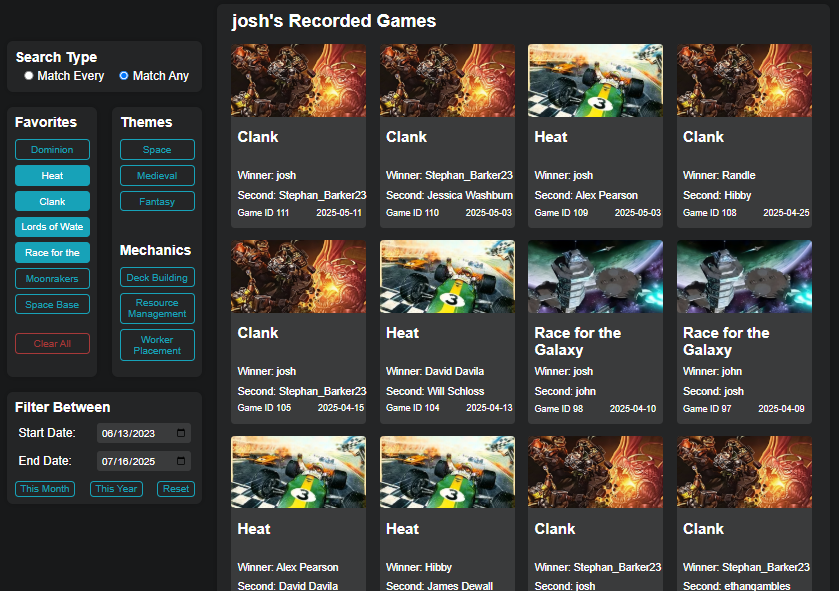 josh's Recorded Games
Search Type
Match Every Match Any
Favorites
Dominion
Heat
Clank
Lords of Wate
Race for the
Moonrakers
Space Base
Clear All
Themes
Space
Medieval
Fantasy
Mechanics
Deck Building
Resource
Management
Worker
Placement
Filter Between
Start Date: 06/13/2023
End Date: 07/16/2025
This Month This Year Reset
Clank
Winner: josh
Second: Stephan_Barker23
Game ID 111 2025-05-11
Clank
Winner: Stephan_Barker23
Second: Jessica Washburn
Game ID 110 2025-05-03
3
Heat
Winner: josh
Second: Alex Pearson
Game ID 109 2025-05-03
Clank
Winner: Randle
Second: Hibby
Game ID 108 2025-04-25
Clank
Winner: josh
Second: Stephan_Barker23
Game ID 105 2025-04-15
3
Heat
Winner: David Davila
Second: Will Schloss
Game ID 104 2025-04-13
Race for the
Galaxy
Winner: josh
Second: john
Game ID 98 2025-04-10
Race for the
Galaxy
Winner: john
Second: josh
Game ID 97 2025-04-09
3
Heat
Winner: Alex Pearson
Second: David Davila
3
Heat
Winner: Hibby
Second: James Dewall
Clank
Winner: Stephan_Barker23
Second: josh
Clank
Winner: Stephan_Barker23
Second: ethangambles